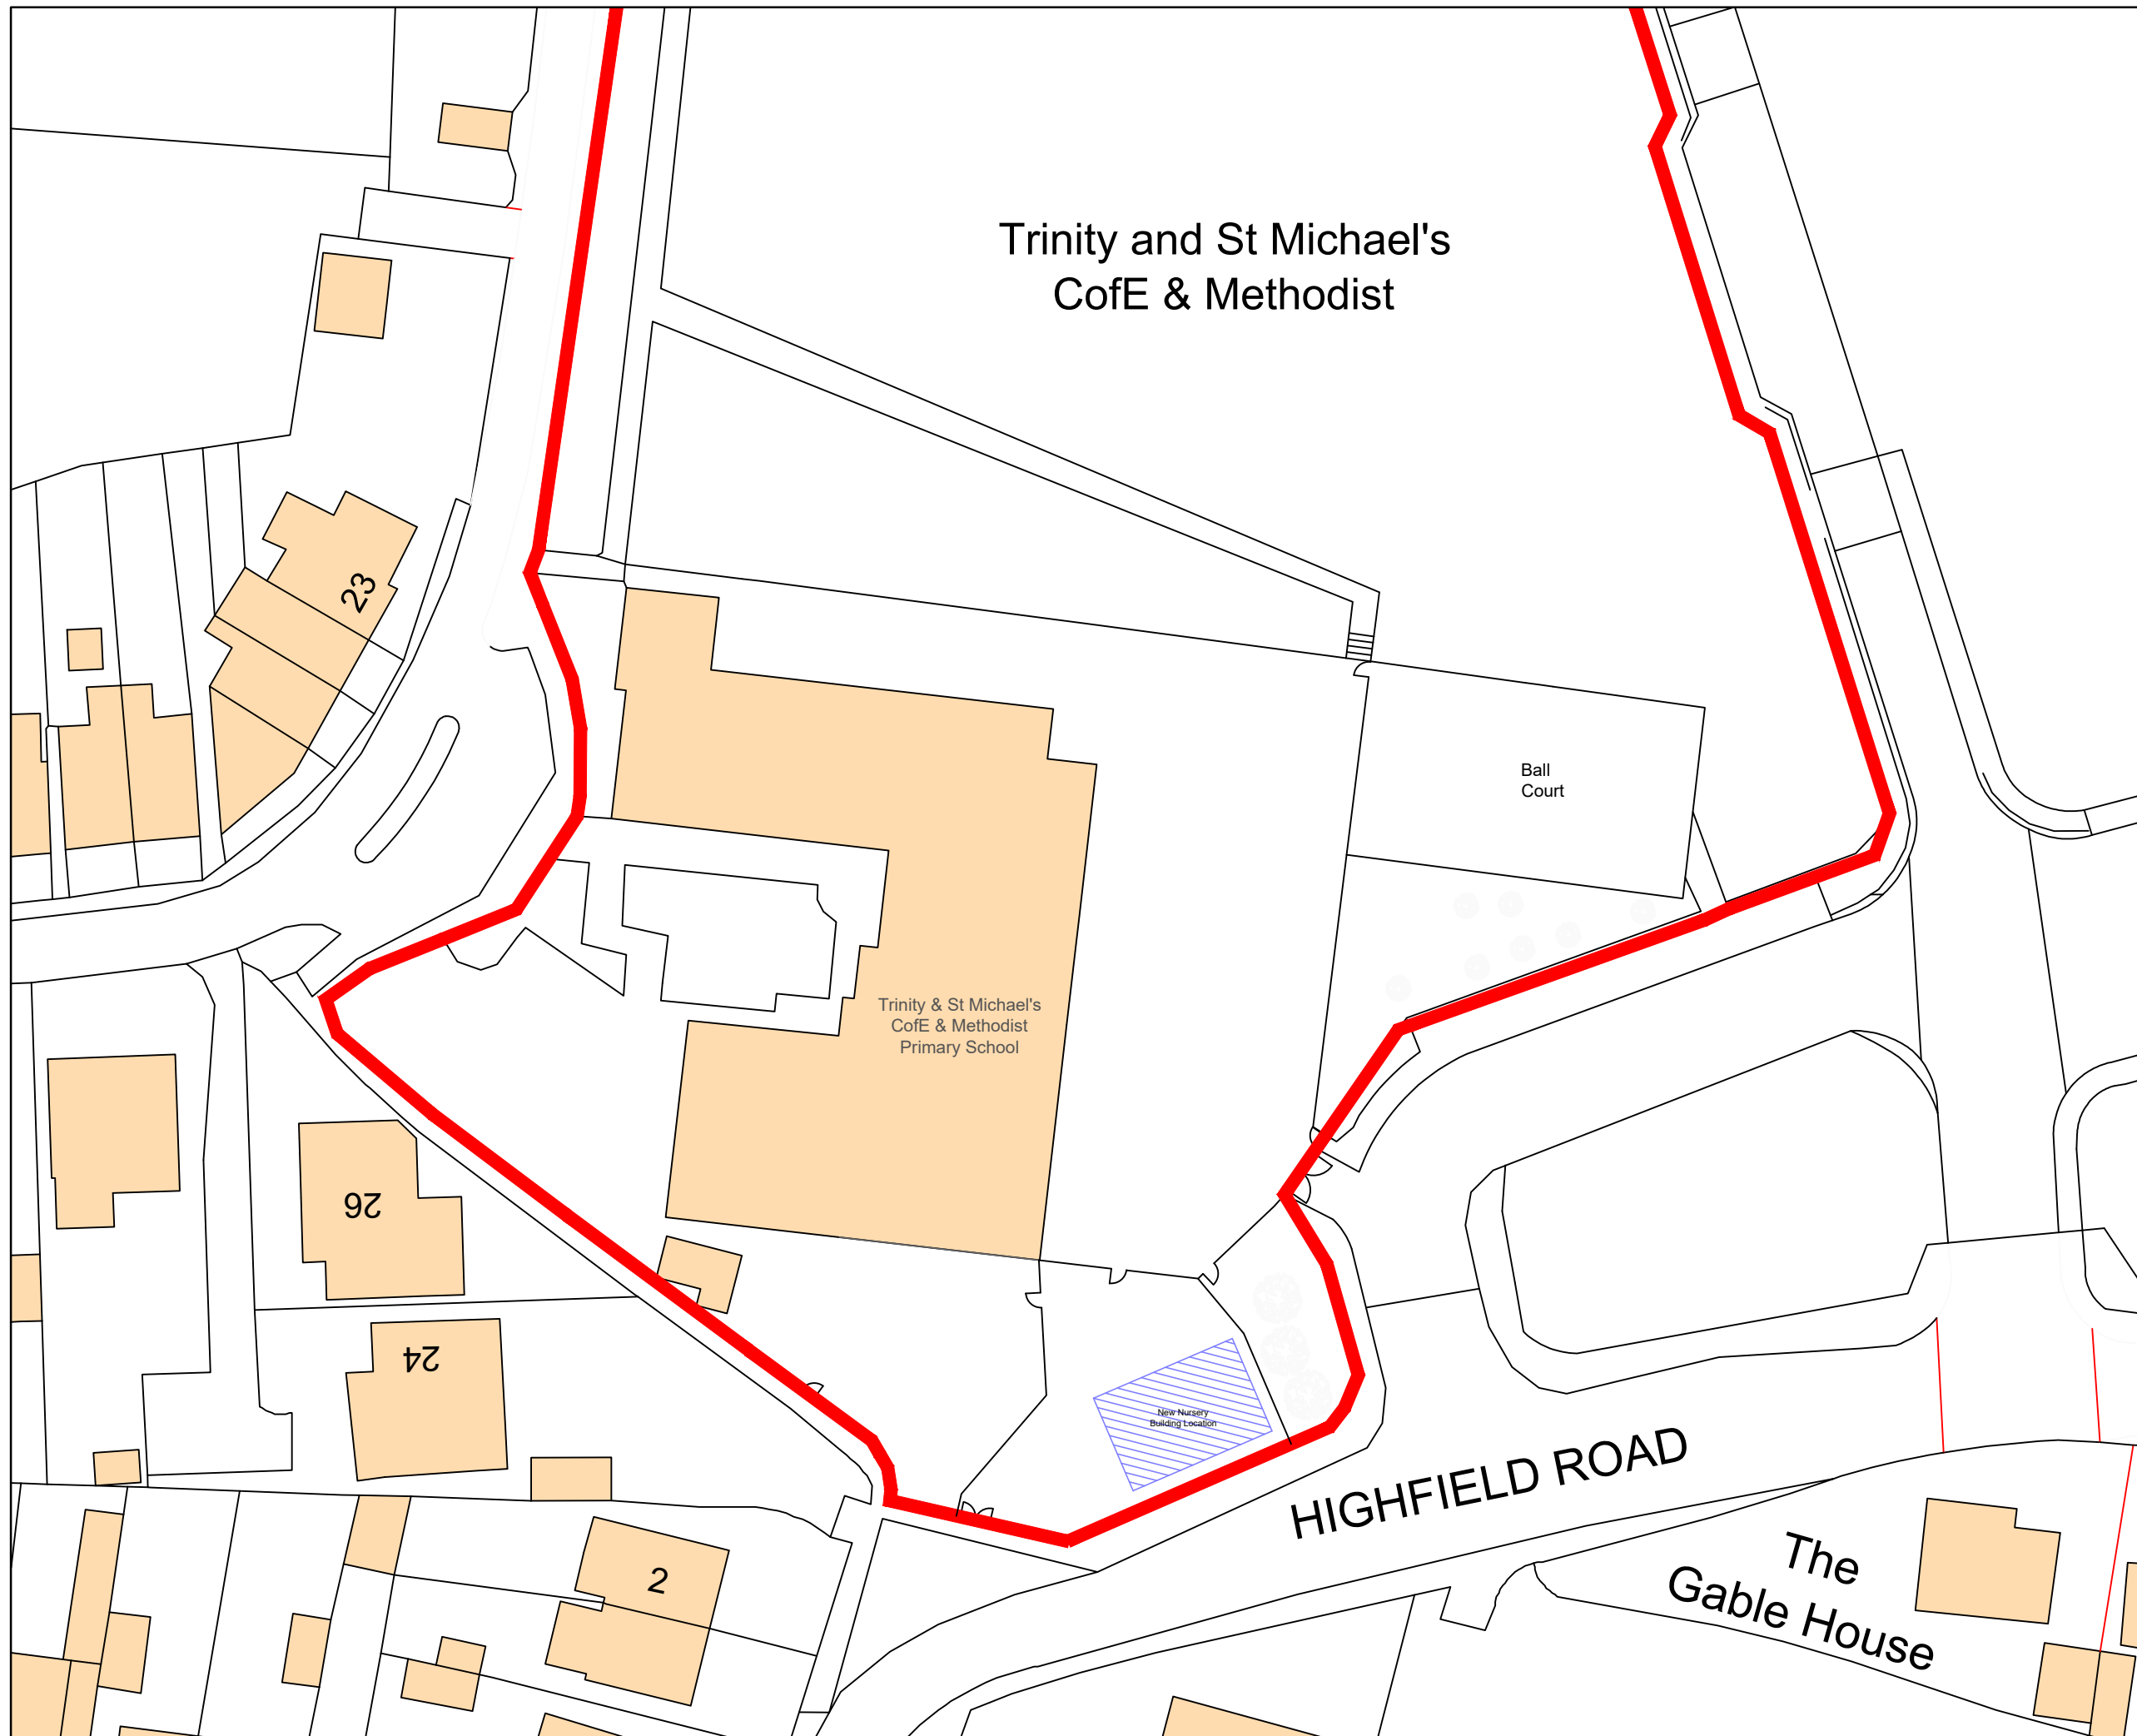 Trinity and St Michael's
CofE & Methodist
23
Ball
Court
Trinity & St Michael's
CofE & Methodist
Primary School
26
24
New Nursery
Building Location
HIGHFIELD ROAD
The
Gable House
2